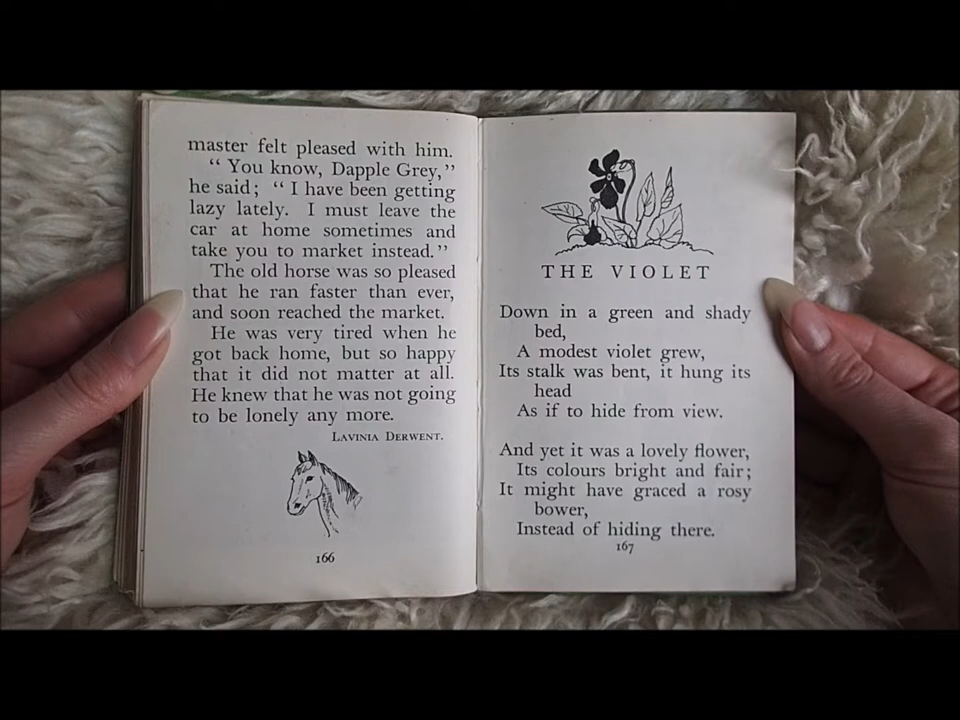 master felt pleased with him.
“ You know, Dapple Grey,”
he said; “ I have been getting
lazy lately. I must leave the
car at home sometimes and
take you to market instead.”
The old horse was so pleased
that he ran faster than ever,
and soon reached the market.
He was very tired when he
got back home, but so happy
that it did not matter at all.
He knew that he was not going
to be lonely any more.
LAVINIA DERWENT.
166
THE VIOLET
Down in a green and shady
bed,
A modest violet grew,
Its stalk was bent, it hung its
head
As if to hide from view.
And yet it was a lovely flower,
Its colours bright and fair;
It might have graced a rosy
bower,
Instead of hiding there.
167